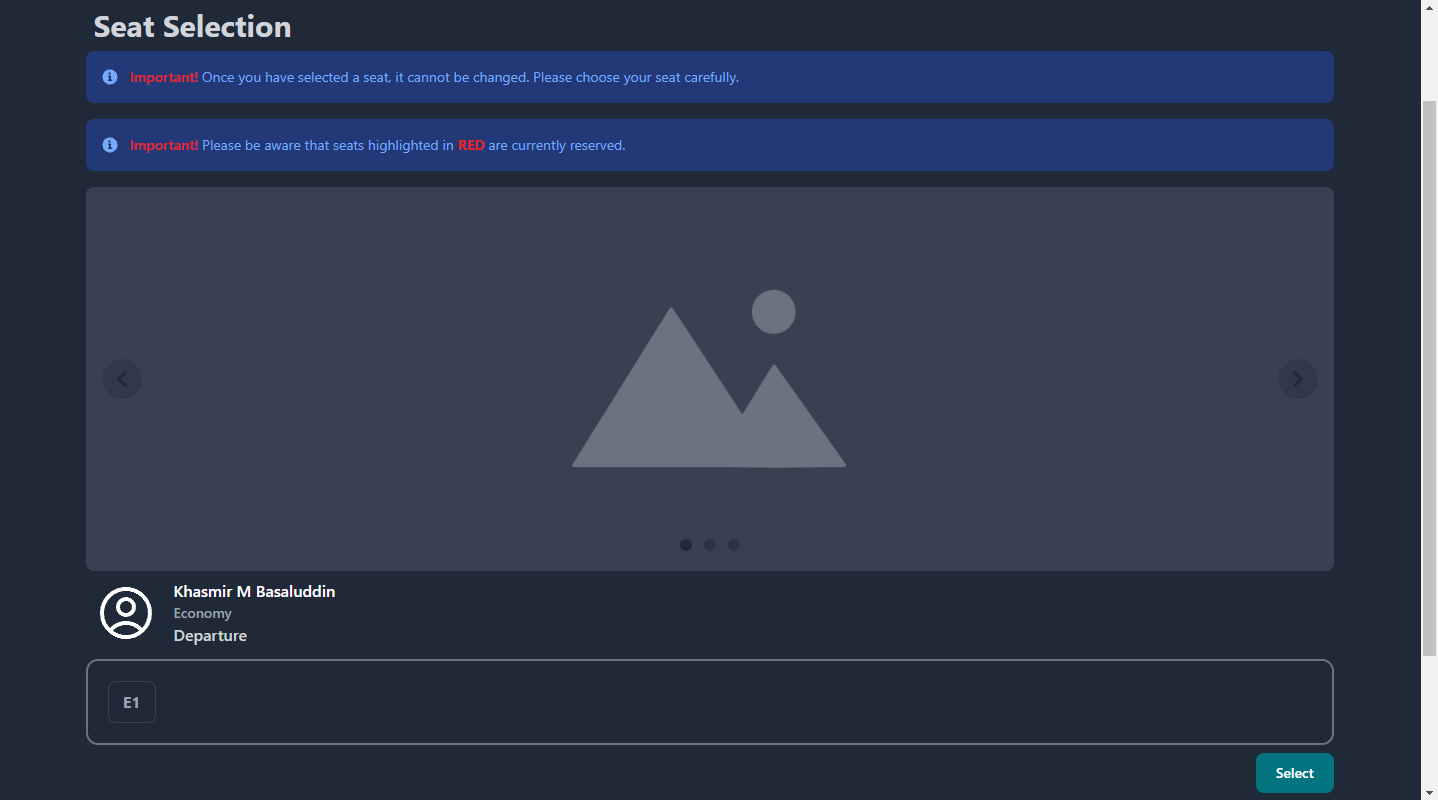 Seat Selection
Important! Once you have selected a seat, it cannot be changed. Please choose your seat carefully.
Important! Please be aware that seats highlighted in RED are currently reserved.
Khasmir M Basaluddin
Economy
Departure
E1
Select